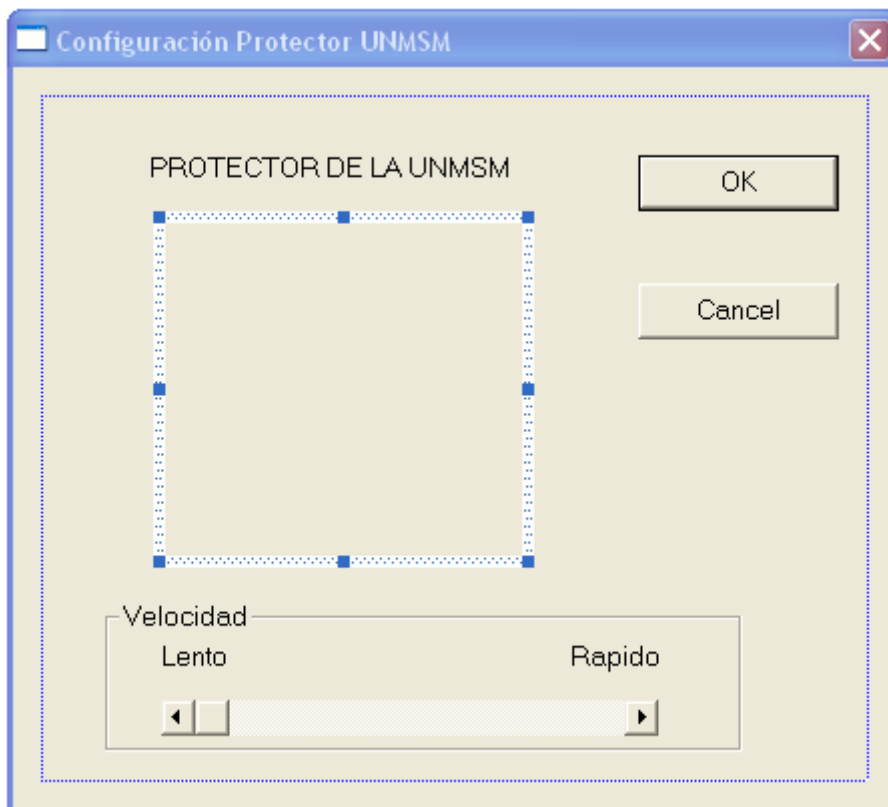 Configuración Protector UNMSM
PROTECTOR DE LA UNMSM
OK
Cancel
Velocidad
Lento
Rapido